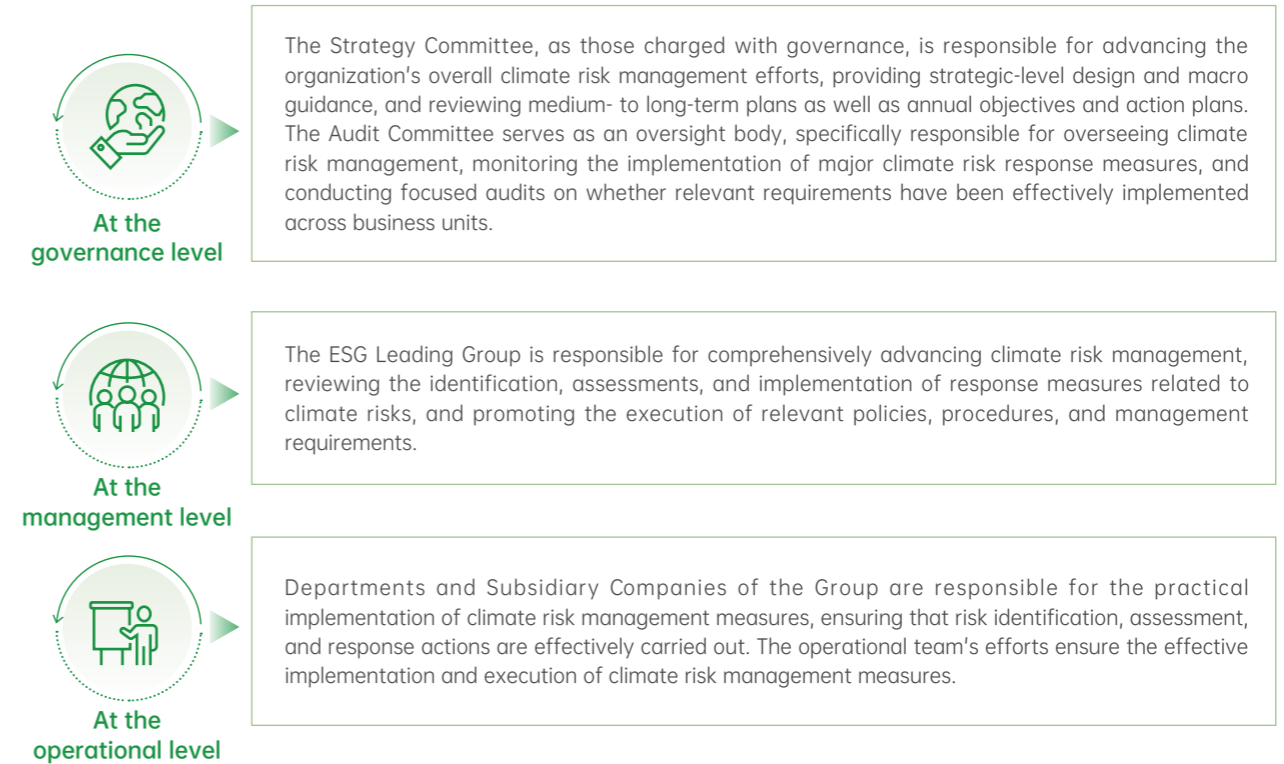 The Strategy Committee, as those charged with governance, is responsible for advancing the
organization's overall climate risk management efforts, providing strategic-level design and macro
guidance, and reviewing medium- to long-term plans as well as annual objectives and action plans.
The Audit Committee serves as an oversight body, specifically responsible for overseeing climate
risk management, monitoring the implementation of major climate risk response measures, and
conducting focused audits on whether relevant requirements have been effectively implemented
across business units.
At the
governance level
The ESG Leading Group is responsible for comprehensively advancing climate risk management,
reviewing the identification, assessments, and implementation of response measures related to
climate risks, and promoting the execution of relevant policies, procedures, and management
requirements.
At the
management level
Departments and Subsidiary Companies of the Group are responsible for the practical
implementation of climate risk management measures, ensuring that risk identification, assessment,
and response actions are effectively carried out. The operational team's efforts ensure the effective
implementation and execution of climate risk management measures.
At the
operational level